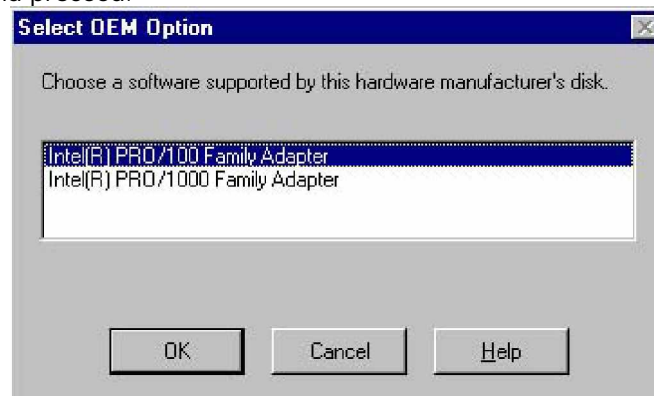 Select OEM Option
Choose a software supported by this hardware manufacturer's disk.
Intel(R) PRO/100 Family Adapter
Intel(R) PRO/1000 Family Adapter
OK
Cancel
Help